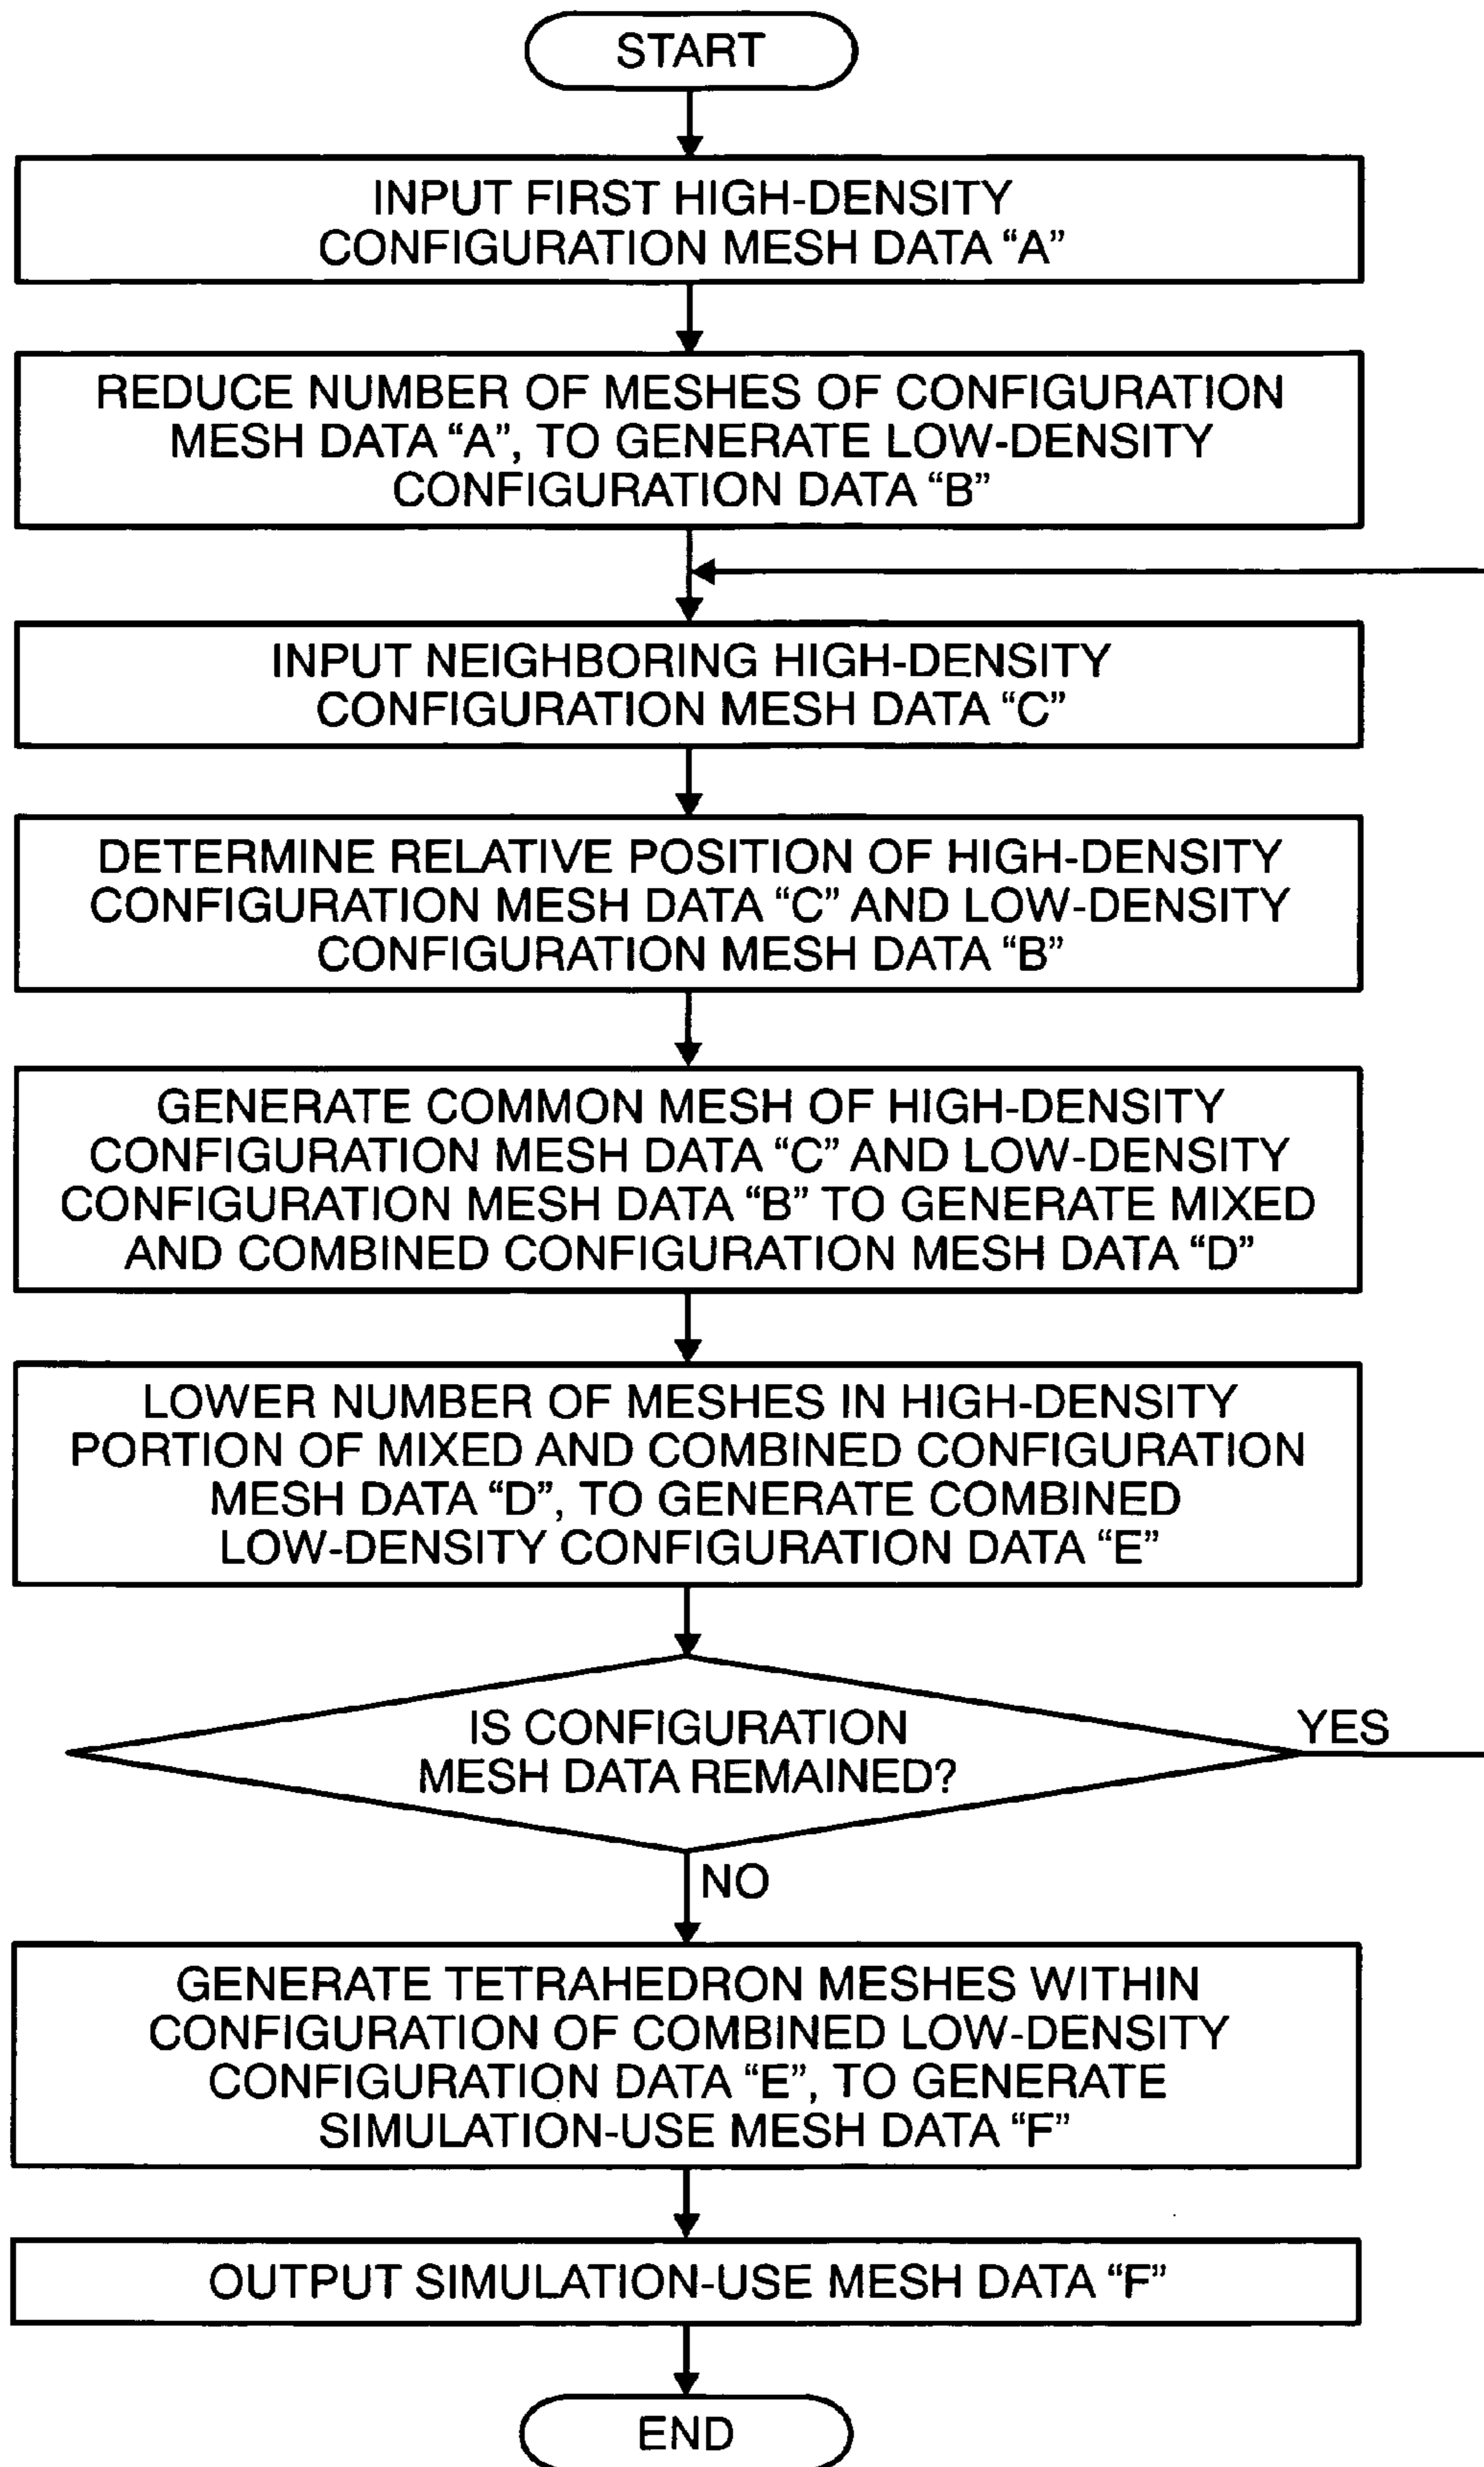 START
INPUT FIRST HIGH-DENSITY
CONFIGURATION MESH DATA “A”
REDUCE NUMBER OF MESHES OF CONFIGURATION
MESH DATA “A”, TO GENERATE LOW-DENSITY
CONFIGURATION DATA “B”
INPUT NEIGHBORING HIGH-DENSITY
CONFIGURATION MESH DATA “C”
DETERMINE RELATIVE POSITION OF HIGH-DENSITY
CONFIGURATION MESH DATA “C” AND LOW-DENSITY
CONFIGURATION MESH DATA “B”
GENERATE COMMON MESH OF HIGH-DENSITY
CONFIGURATION MESH DATA “C” AND LOW-DENSITY
CONFIGURATION MESH DATA “B” TO GENERATE MIXED
AND COMBINED CONFIGURATION MESH DATA “D”
LOWER NUMBER OF MESHES IN HIGH-DENSITY
PORTION OF MIXED AND COMBINED CONFIGURATION
MESH DATA “D”, TO GENERATE COMBINED
LOW-DENSITY CONFIGURATION DATA “E”
IS CONFIGURATION
MESH DATA REMAINED?
YES
NO
GENERATE TETRAHEDRON MESHES WITHIN
CONFIGURATION OF COMBINED LOW-DENSITY
CONFIGURATION DATA “E”, TO GENERATE
SIMULATION-USE MESH DATA “F”
OUTPUT SIMULATION-USE MESH DATA “F”
END